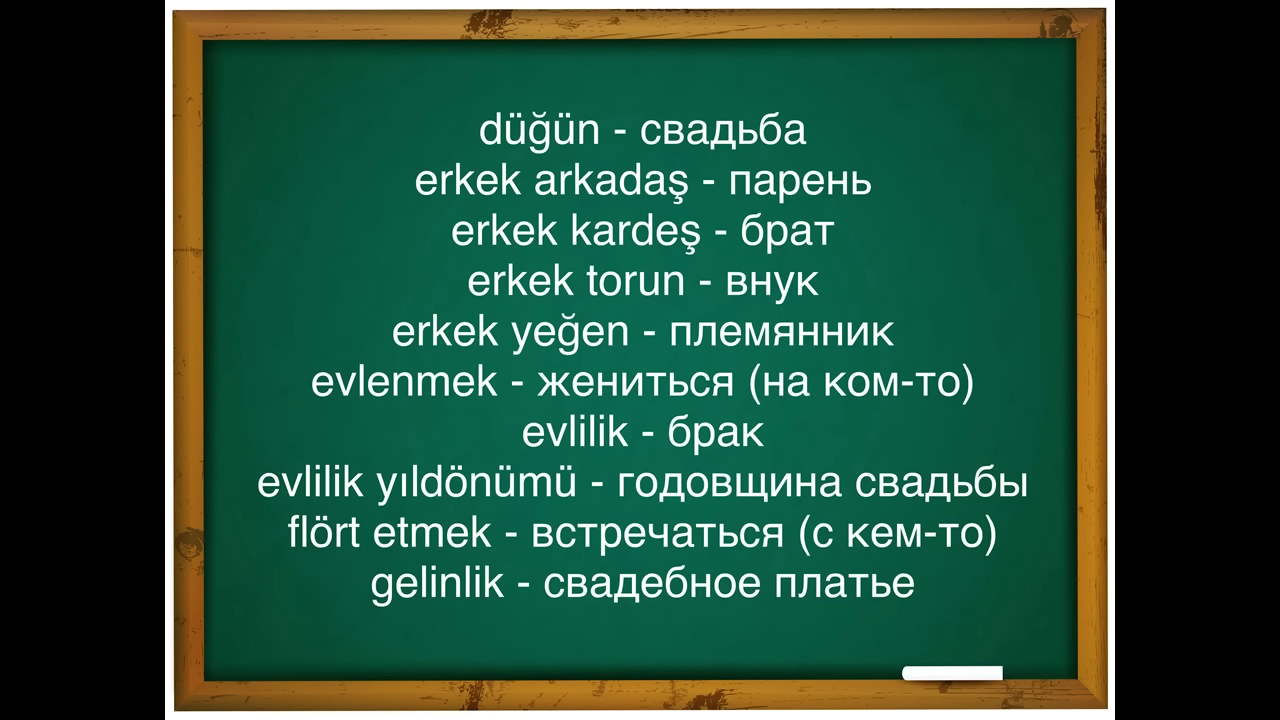 düğün - свадьба
erkek arkadaş - парень
erkek kardeş - брат
erkek torun - внук
erkek yeğen - племянник
evlenmek - жениться (на ком-то)
evlilik - брак
evlilik yıldönümü - годовщина свадьбы
flört etmek - встречаться (с кем-то)
gelinlik - свадебное платье